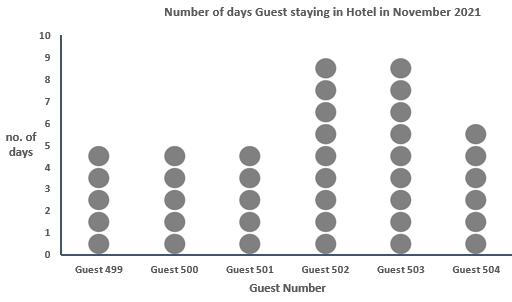 Number of days Guest staying in Hotel in November 2021
10
9
8
7
6
5
4
3
2
1
0
no. of
days
Guest 499 Guest 500 Guest 501 Guest 502 Guest 503 Guest 504
Guest Number